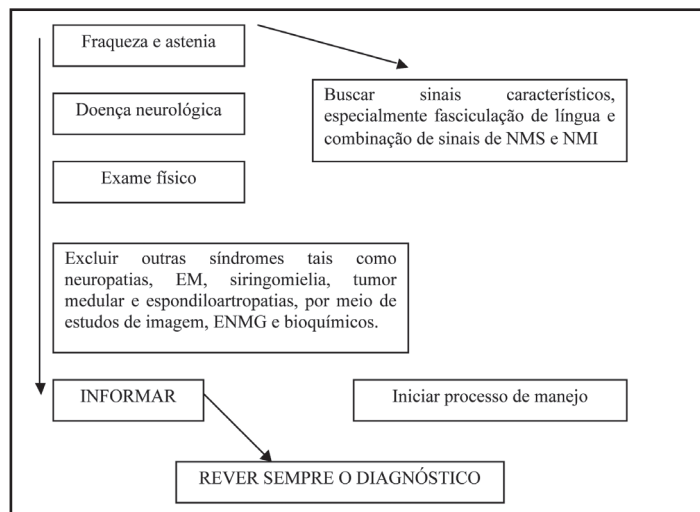 Fraqueza e astenia
Buscar sinais característicos,
especialmente fasciculação de língua e
combinação de sinais de NMS e NMI
Doença neurológica
Exame físico
Excluir outras síndromes tais como
neuropatias, EM, siringomielia, tumor
medular e espondiloartropatias, por meio de
estudos de imagem, ENMG e bioquímicos.
INFORMAR
Iniciar processo de manejo
REVER SEMPRE O DIAGNÓSTICO